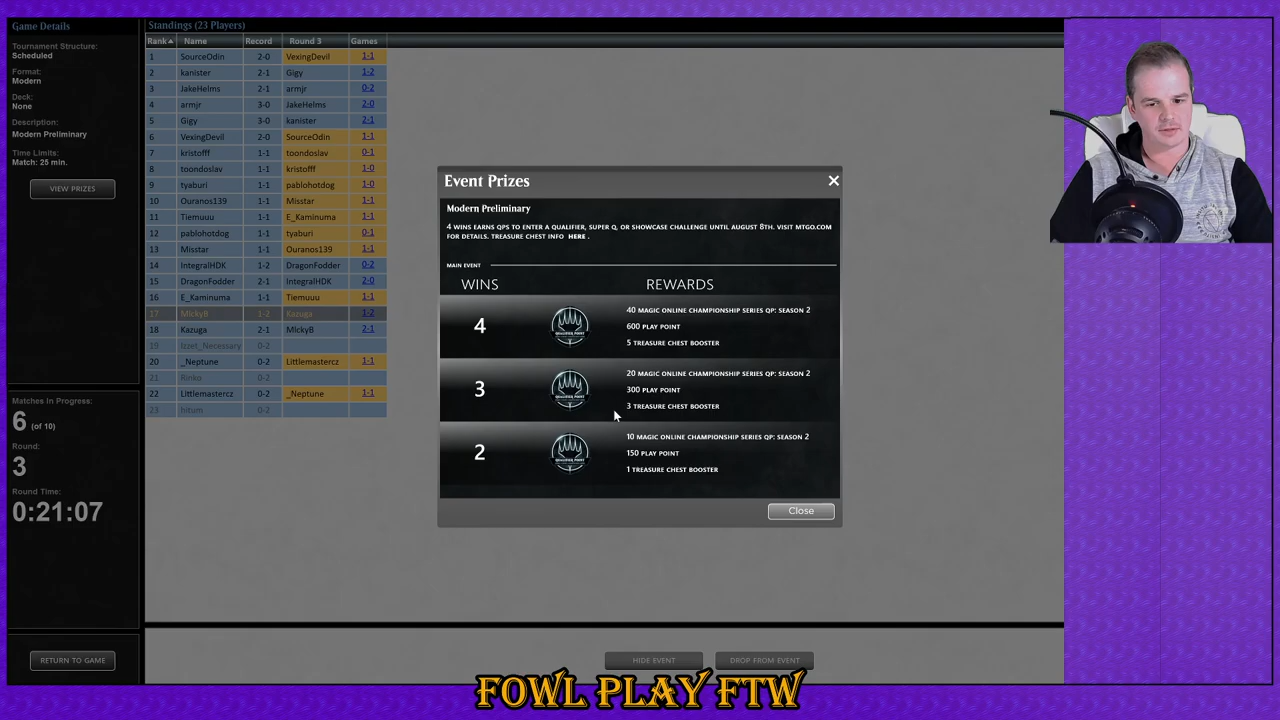 Game Details
Tournament Structure:
Scheduled
Format:
Modern
Deck:
None
Description:
Modern Preliminary
Time Limits:
Match: 25 min.
VIEW PRIZES
Matches in Progress:
6 (of 10)
Round:
3
Round Time:
0:21:07
RETURN TO GAME
Standings (23 Players)
Rank Name Record Round 3 Games
1 SourceOdin 2-0 VexingDevil 1-1
2 kanister 2-1 Gigy 1-2
3 JakeHelms 2-1 armjr 0-2
4 armjr 3-0 JakeHelms 2-0
5 Gigy 3-0 kanister 2-1
6 VexingDevil 2-0 SourceOdin 1-1
7 kristofff 1-1 toondoslav 0-1
8 toondoslav 1-1 kristofff 1-0
9 tyaburi 1-1 pablohotdog 1-0
10 Ouranos139 1-1 Misstar 1-1
11 Tiemuuu 1-1 E_Kaminuma 1-1
12 pablohotdog 1-1 tyaburi 0-1
13 Misstar 1-1 Ouranos139 1-1
14 IntegralHDK 1-2 DragonFodder 0-2
15 DragonFodder 2-1 IntegralHDK 2-0
16 E_Kaminuma 1-1 Tiemuuu 1-1
17 MIckyB 1-2 Kazuga 1-2
18 Kazuga 2-1 MIckyB 2-1
19 Izzet_Necessary 0-2
20 _Neptune 0-2 Littlemastercz 1-1
21 Rinko 0-2
22 Littlemastercz 0-2 _Neptune 1-1
23 hitum 0-2
Event Prizes
Modern Preliminary
4 WINS EARNS QPS TO ENTER A QUALIFIER, SUPER Q, OR SHOWCASE CHALLENGE UNTIL AUGUST 8TH. VISIT MTGO.COM
FOR DETAILS. TREASURE CHEST INFO HERE .
MAIN EVENT
WINS REWARDS
4
40 MAGIC ONLINE CHAMPIONSHIP SERIES QP: SEASON 2
600 PLAY POINT
5 TREASURE CHEST BOOSTER
3
20 MAGIC ONLINE CHAMPIONSHIP SERIES QP: SEASON 2
300 PLAY POINT
3 TREASURE CHEST BOOSTER
2
10 MAGIC ONLINE CHAMPIONSHIP SERIES QP: SEASON 2
150 PLAY POINT
1 TREASURE CHEST BOOSTER
Close
HIDE EVENT
DROP FROM EVENT
FOWL PLAY FTW